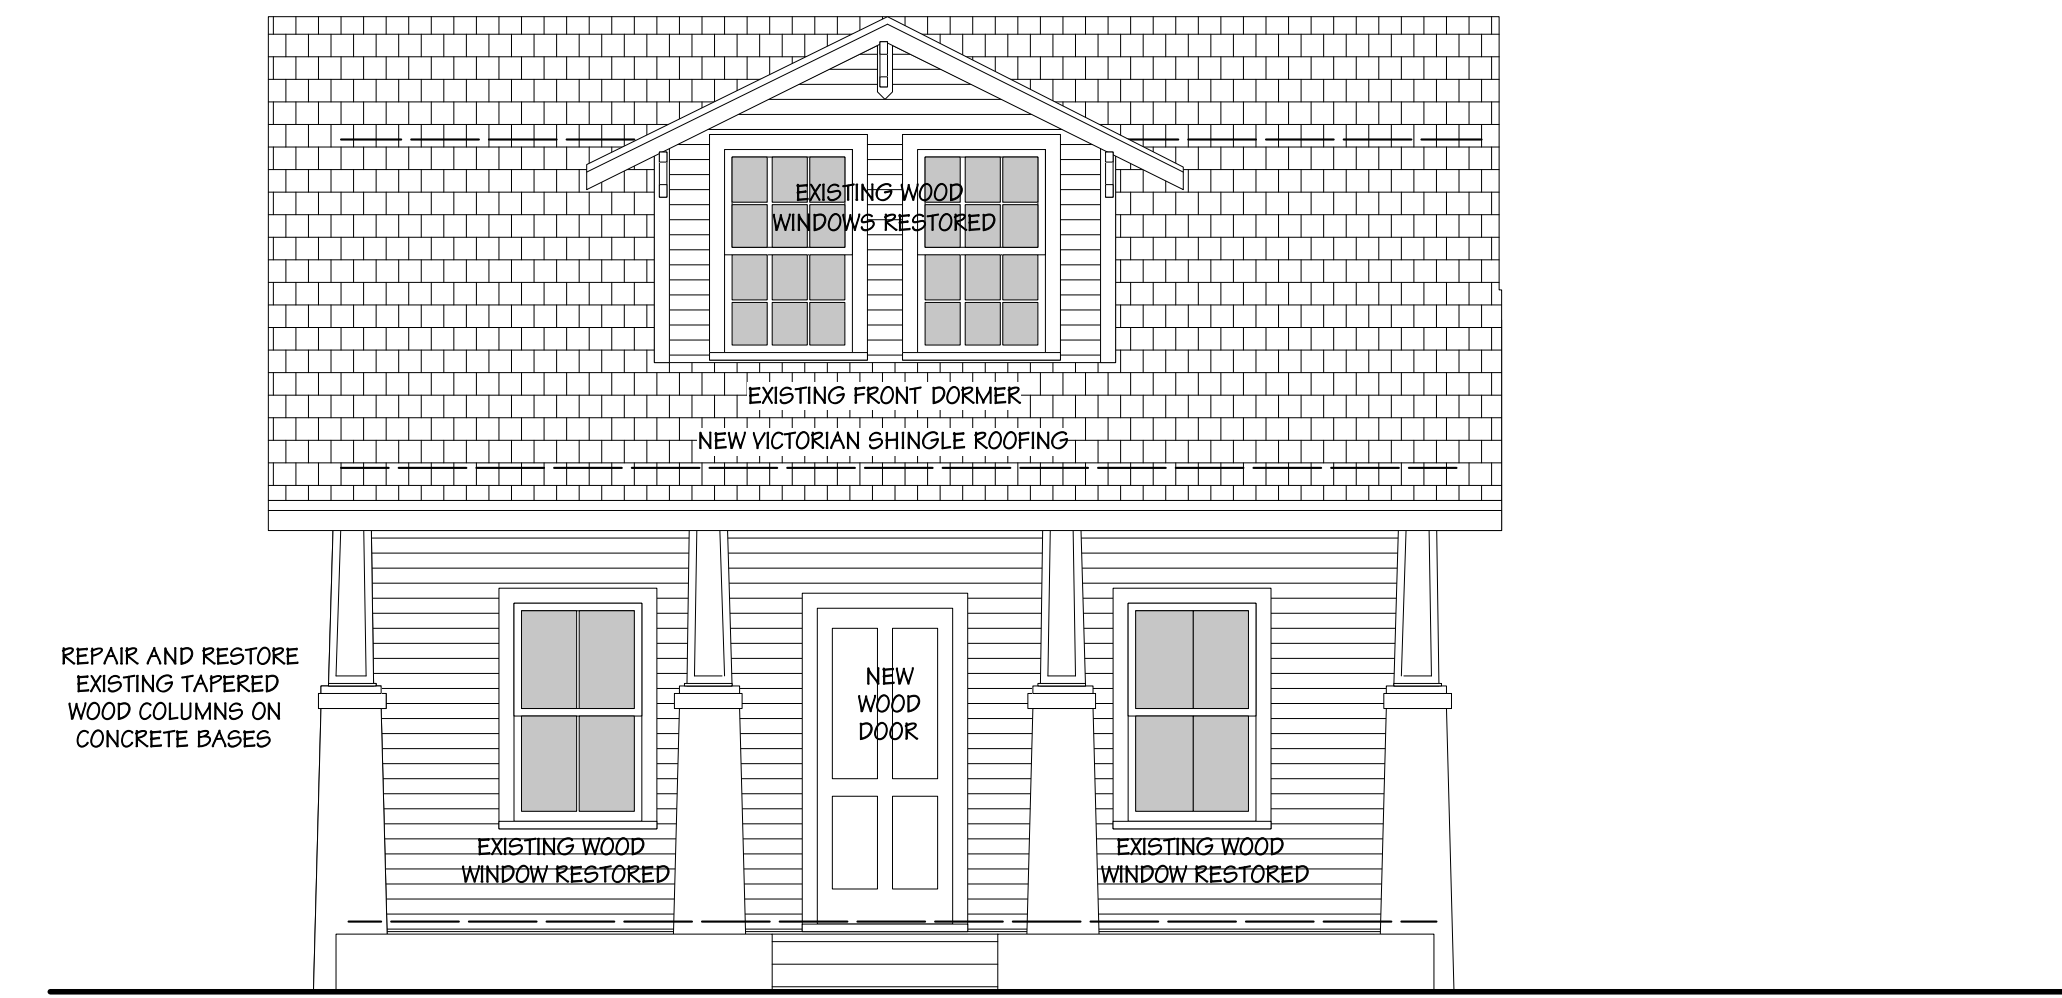 EXISTING WOOD
WINDOWS RESTORED
EXISTING FRONT DORMER
NEW VICTORIAN SHINGLE ROOFING
REPAIR AND RESTORE
EXISTING TAPERED
WOOD COLUMNS ON
CONCRETE BASES
NEW
WOOD
DOOR
EXISTING WOOD
WINDOW RESTORED
EXISTING WOOD
WINDOW RESTORED